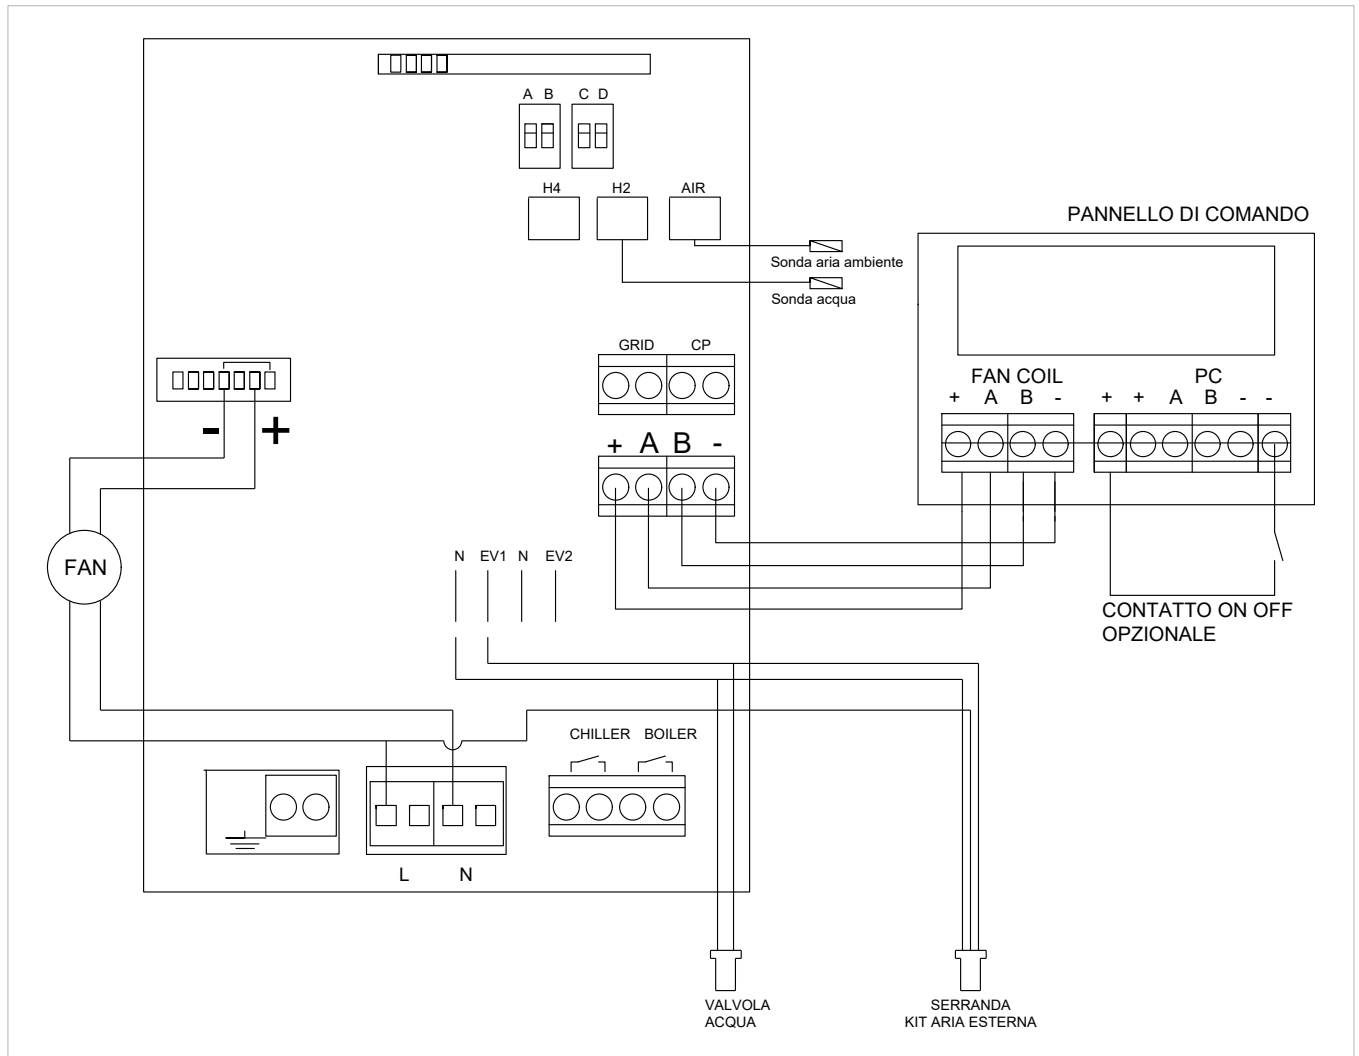 A B C D
H4 H2 AIR
PANNELLO DI COMANDO
Sonda aria ambiente
Sonda acqua
GRID CP
FAN COIL PC
+ A B - + + A B - -
- +
+ A B -
FAN
N EV1 N EV2
CONTATTO ON OFF
OPZIONALE
CHILLER BOILER
L N
VALVOLA
ACQUA
SERRANDA
KIT ARIA ESTERNA